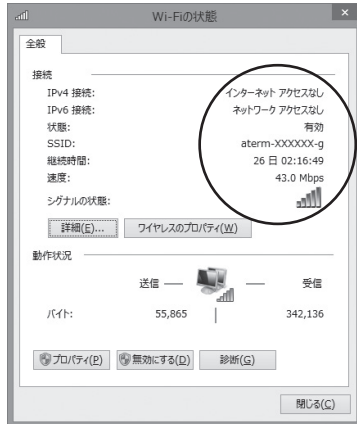 Wi-Fiの状態
×
全般
接続
IPv4 接続: インターネット アクセスなし
IPv6 接続: ネットワーク アクセスなし
状態: 有効
SSID: aterm-XXXXXX-g
継続時間: 26 日 02:16:49
速度: 43.0 Mbps
シグナルの状態:
詳細(E)... ワイヤレスのプロパティ(W)
動作状況
送信 受信
バイト: 55,865 342,136
プロパティ(P) 無効にする(D) 診断(G)
閉じる(C)